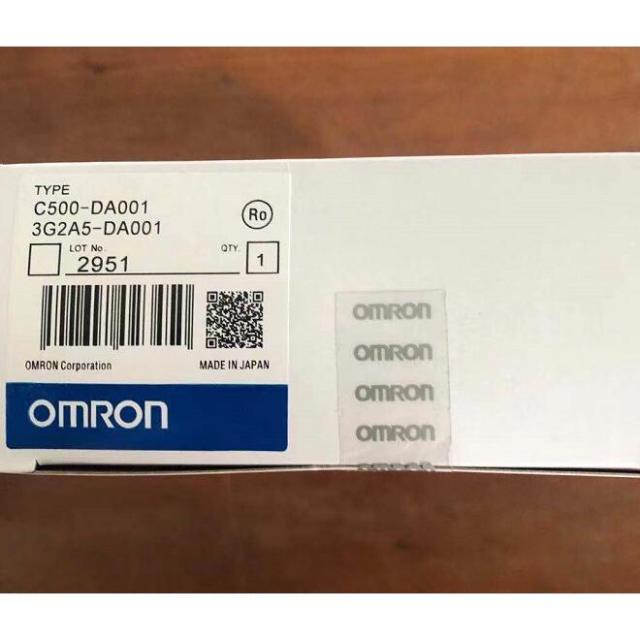 TYPE
C500-DA001
3G2A5-DA001
Ro
LOT No. QTY.
2951 1
OMRON Corporation MADE IN JAPAN
OMRON
OMRON
OMRON
OMRON
OMRON
OMRON